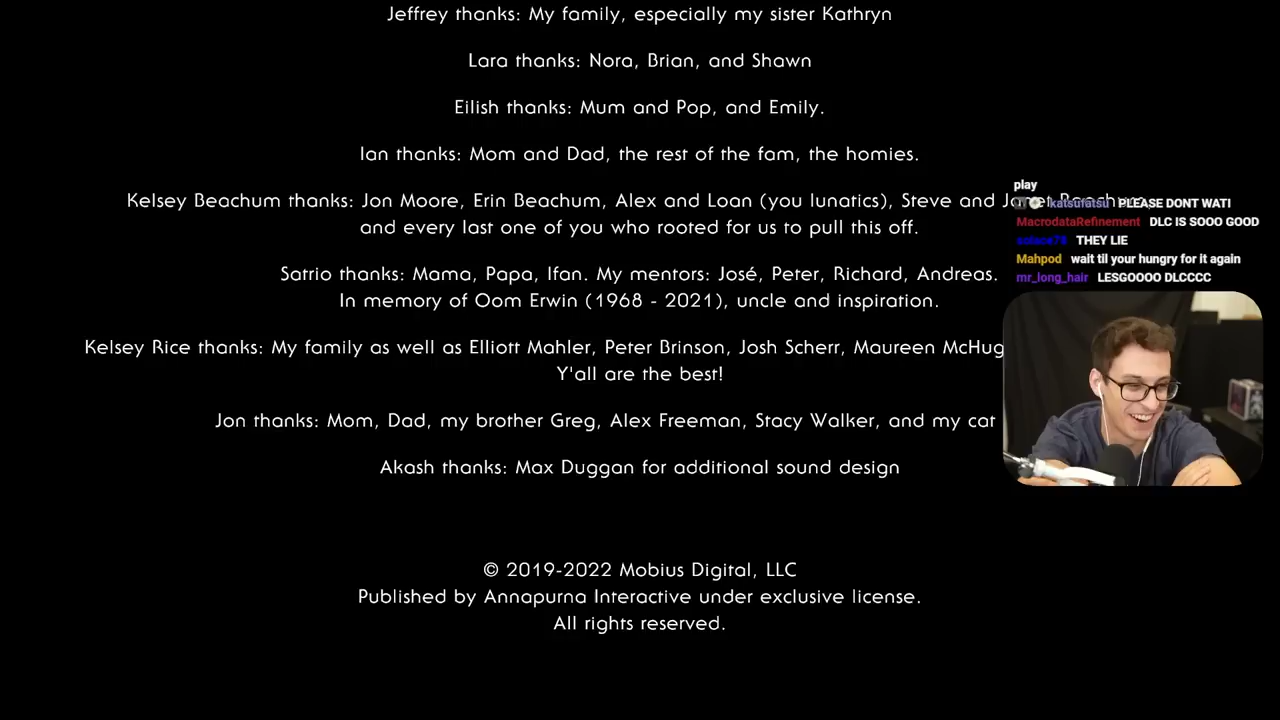 Jeffrey thanks: My family, especially my sister Kathryn
Lara thanks: Nora, Brian, and Shawn
Eilish thanks: Mum and Pop, and Emily.
Ian thanks: Mom and Dad, the rest of the fam, the homies.
Kelsey Beachum thanks: Jon Moore, Erin Beachum, Alex and Loan (you lunatics), Steve and
and every last one of you who rooted for us to pull this off.
Satrio thanks: Mama, Papa, Ifan. My mentors: José, Peter, Richard, Andreas.
In memory of Oom Erwin (1968 - 2021), uncle and inspiration.
Kelsey Rice thanks: My family as well as Elliott Mahler, Peter Brinson, Josh Scherr, Maureen McHug
Y'all are the best!
Jon thanks: Mom, Dad, my brother Greg, Alex Freeman, Stacy Walker, and my cat
Akash thanks: Max Duggan for additional sound design
© 2019-2022 Mobius Digital, LLC
Published by Annapurna Interactive under exclusive license.
All rights reserved.
play
PLEASE DONT WATI
MacrodataRefinement DLC IS SOOO GOOD
THEY LIE
Mahpod wait til your hungry for it again
mr_long_hair LESGOOOO DLCCCC